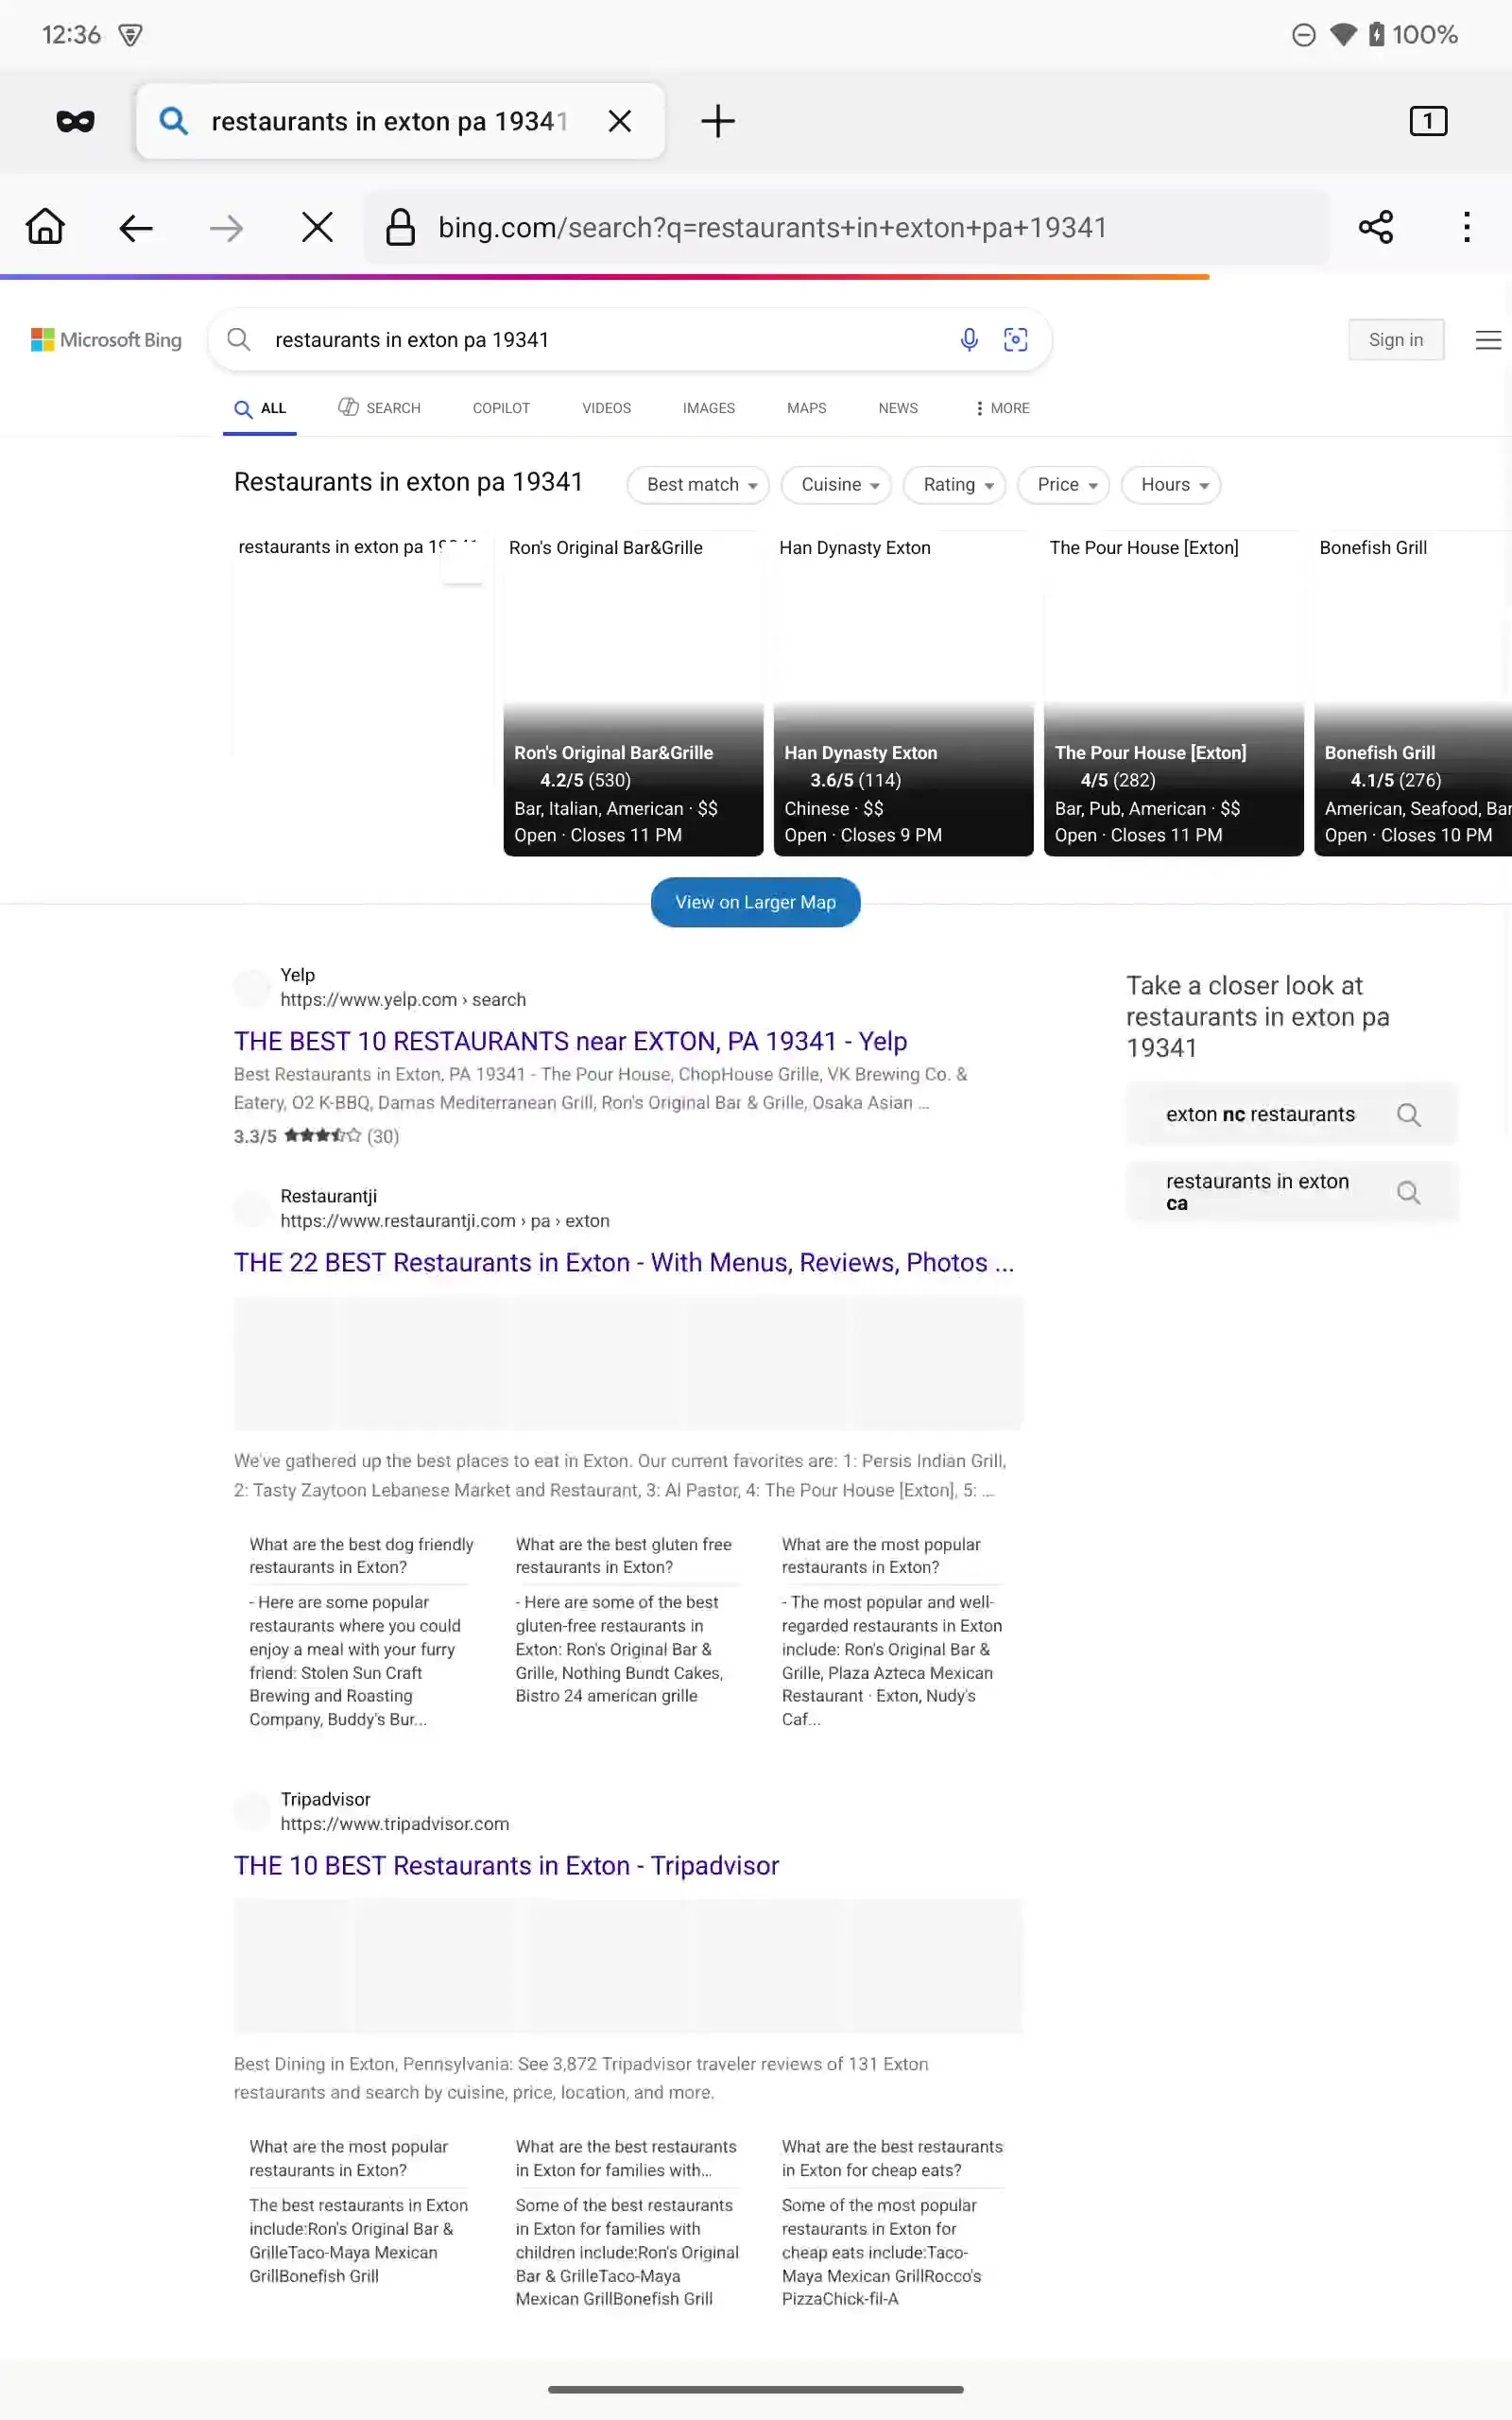 12:36
100%
restaurants in exton pa 19341
1
bing.com/search?q=restaurants+in+exton+pa+19341
Microsoft Bing
restaurants in exton pa 19341
Sign in
ALL
SEARCH
COPILOT
VIDEOS
IMAGES
MAPS
NEWS
MORE
Restaurants in exton pa 19341
Best match
Cuisine
Rating
Price
Hours
restaurants in exton pa
Ron's Original Bar&Grille
Han Dynasty Exton
The Pour House [Exton]
Bonefish Grill
Ron's Original Bar&Grille
4.2/5 (530)
Bar, Italian, American · $$
Open · Closes 11 PM
Han Dynasty Exton
3.6/5 (114)
Chinese · $$
Open · Closes 9 PM
The Pour House [Exton]
4/5 (282)
Bar, Pub, American · $$
Open · Closes 11 PM
Bonefish Grill
4.1/5 (276)
American, Seafood, Bar
Open · Closes 10 PM
View on Larger Map
Yelp
https://www.yelp.com › search
THE BEST 10 RESTAURANTS near EXTON, PA 19341 - Yelp
Best Restaurants in Exton, PA 19341 - The Pour House, ChopHouse Grille, VK Brewing Co. &
Eatery, O2 K-BBQ, Damas Mediterranean Grill, Ron's Original Bar & Grille, Osaka Asian ...
3.3/5 (30)
Restaurantji
https://www.restaurantji.com › pa › exton
THE 22 BEST Restaurants in Exton - With Menus, Reviews, Photos ...
We've gathered up the best places to eat in Exton. Our current favorites are: 1: Persis Indian Grill,
2: Tasty Zaytoon Lebanese Market and Restaurant, 3: Al Pastor, 4: The Pour House [Exton], 5: ...
What are the best dog friendly
restaurants in Exton?
- Here are some popular
restaurants where you could
enjoy a meal with your furry
friend: Stolen Sun Craft
Brewing and Roasting
Company, Buddy's Bur...
What are the best gluten free
restaurants in Exton?
- Here are some of the best
gluten-free restaurants in
Exton: Ron's Original Bar &
Grille, Nothing Bundt Cakes,
Bistro 24 american grille
What are the most popular
restaurants in Exton?
- The most popular and well-
regarded restaurants in Exton
include: Ron's Original Bar &
Grille, Plaza Azteca Mexican
Restaurant · Exton, Nudy's
Caf...
Tripadvisor
https://www.tripadvisor.com
THE 10 BEST Restaurants in Exton - Tripadvisor
Best Dining in Exton, Pennsylvania: See 3,872 Tripadvisor traveler reviews of 131 Exton
restaurants and search by cuisine, price, location, and more.
What are the most popular
restaurants in Exton?
The best restaurants in Exton
include:Ron's Original Bar &
GrilleTaco-Maya Mexican
GrillBonefish Grill
What are the best restaurants
in Exton for families with...
Some of the best restaurants
in Exton for families with
children include:Ron's Original
Bar & GrilleTaco-Maya
Mexican GrillBonefish Grill
What are the best restaurants
in Exton for cheap eats?
Some of the most popular
restaurants in Exton for
cheap eats include:Taco-
Maya Mexican GrillRocco's
PizzaChick-fil-A
Take a closer look at
restaurants in exton pa
19341
exton nc restaurants
restaurants in exton
ca